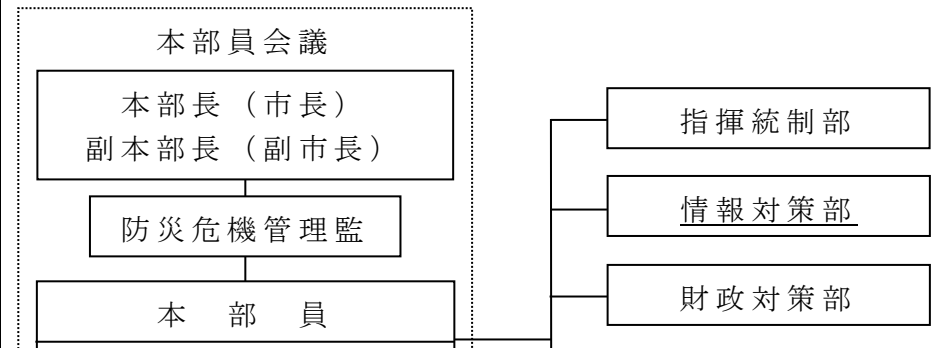 本部員会議
本部長（市長）
副本部長（副市長）
防災危機管理監
本部員
指揮統制部
情報対策部
財政対策部